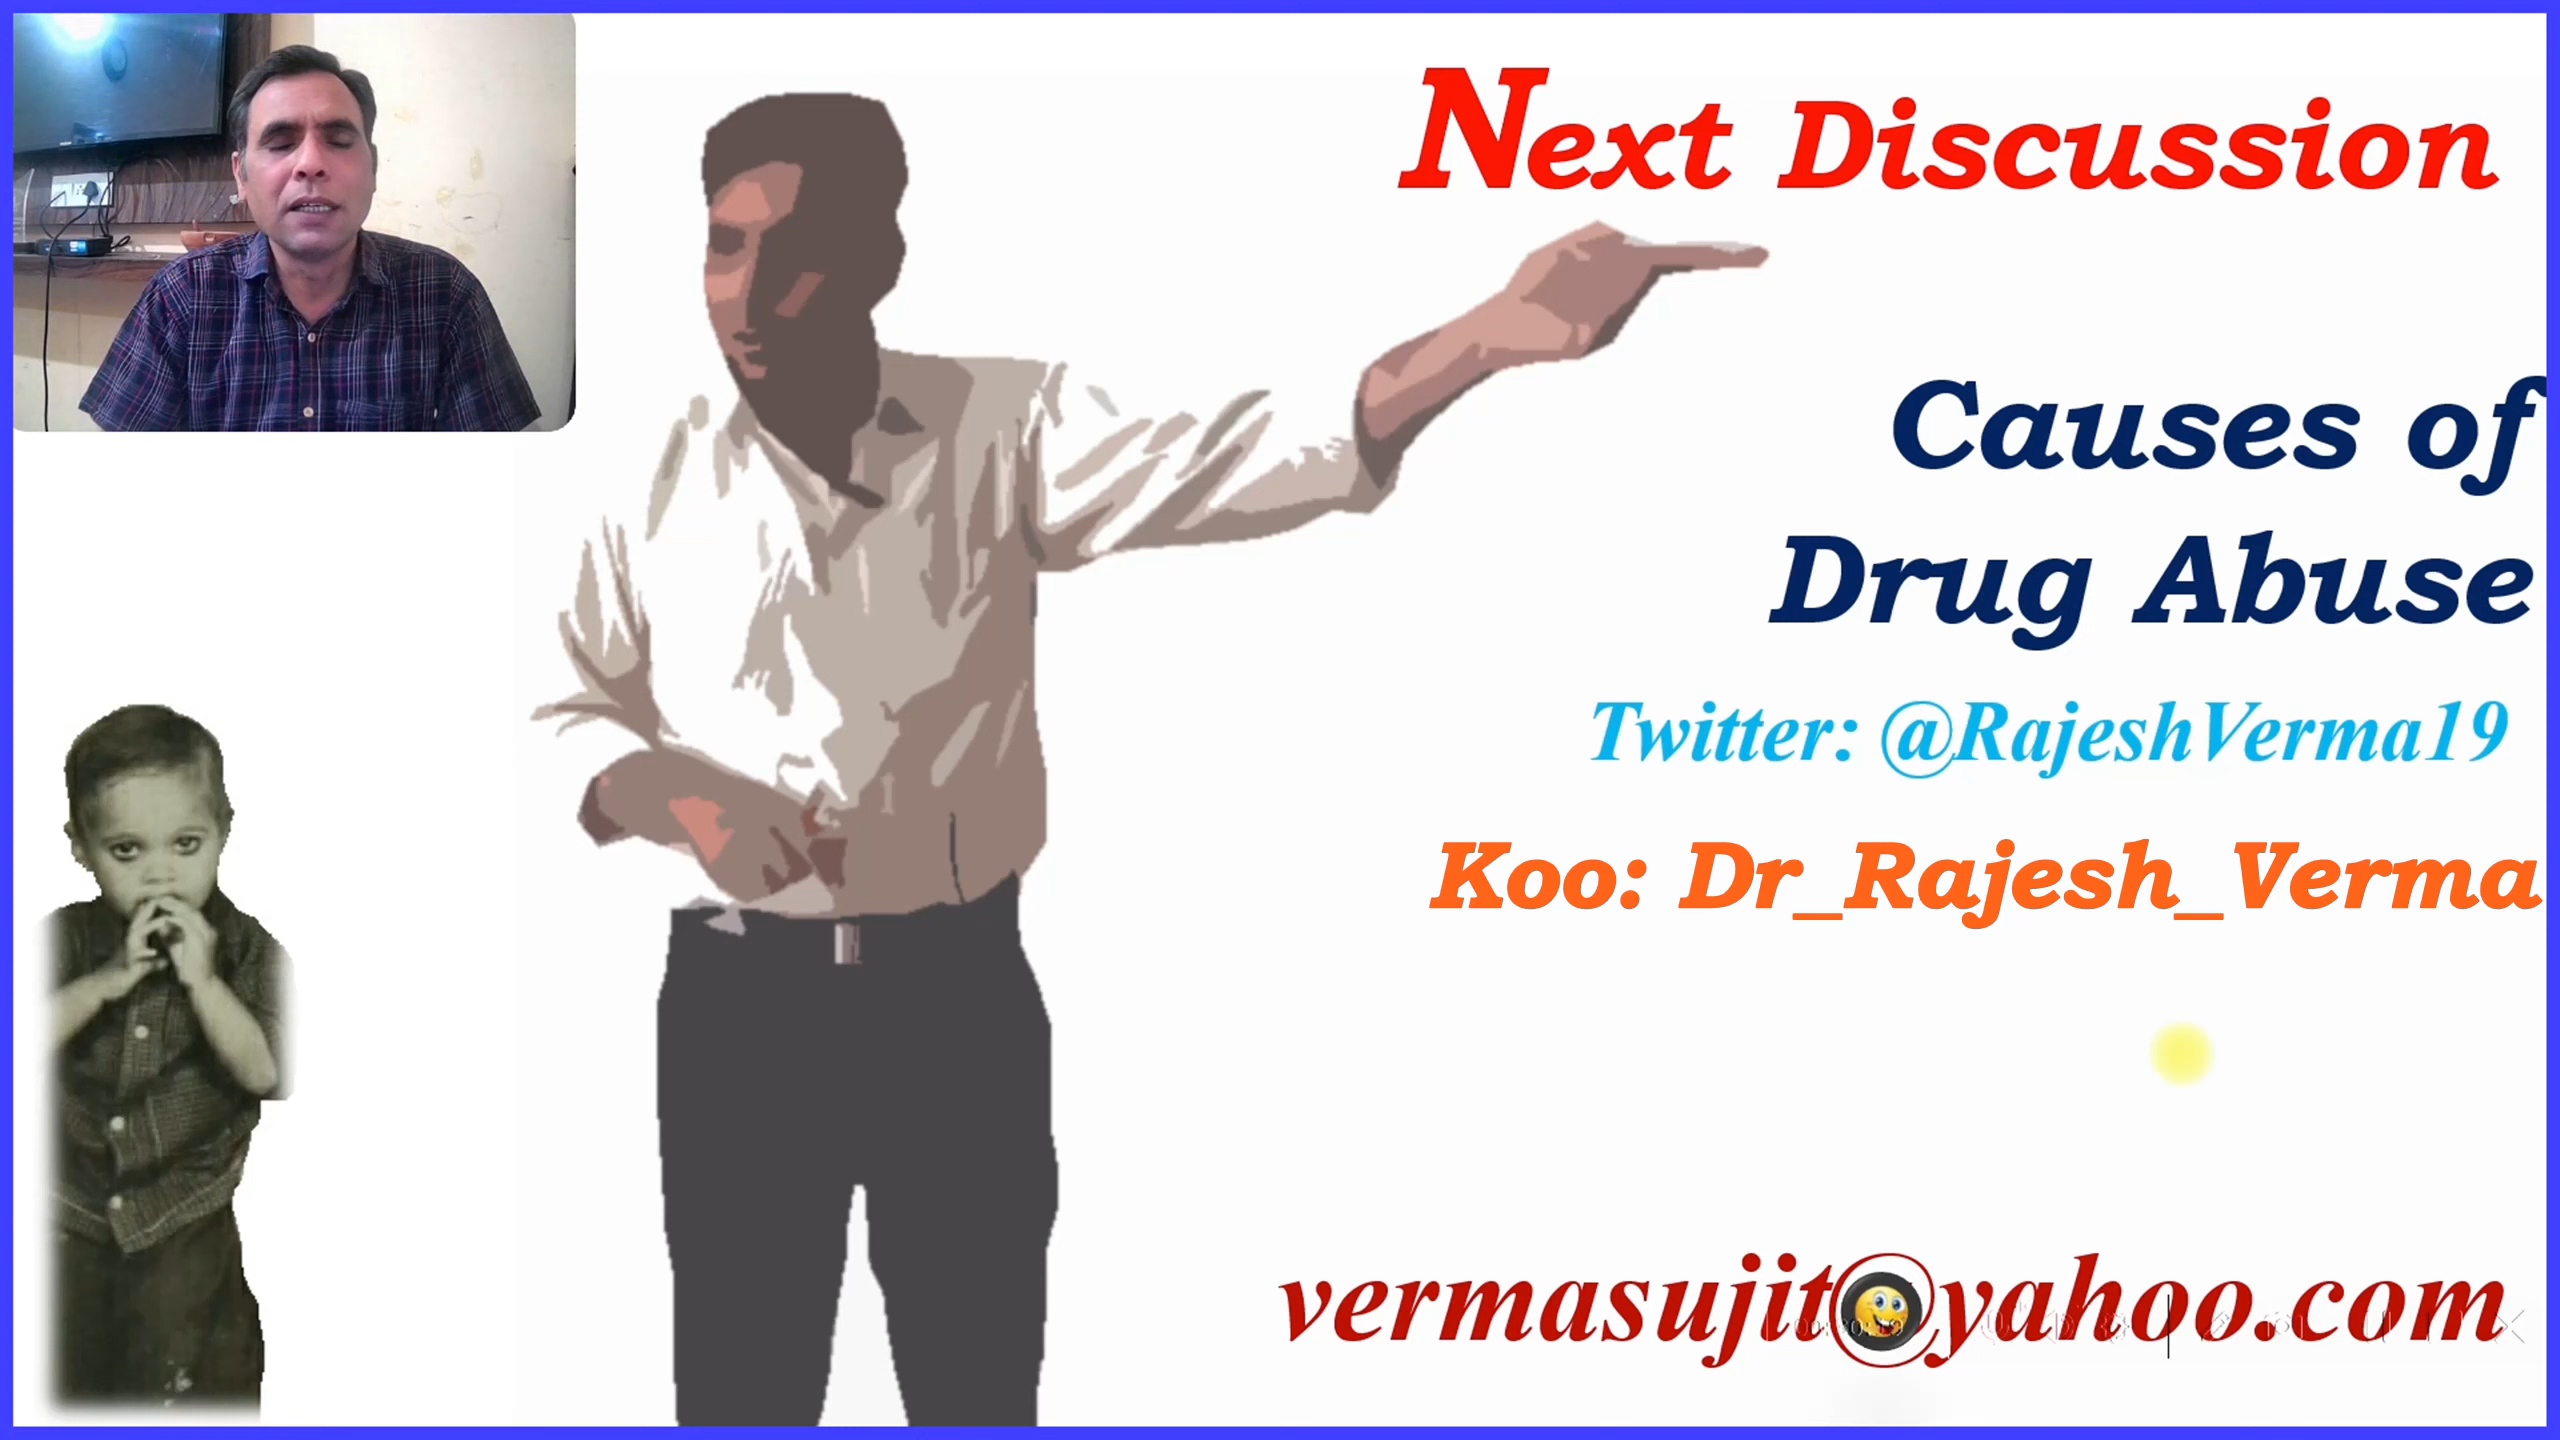 Next Discussion
Causes of
Drug Abuse
Twitter: @RajeshVerma19
Koo: Dr_Rajesh_Verma
vermasujit@yahoo.com